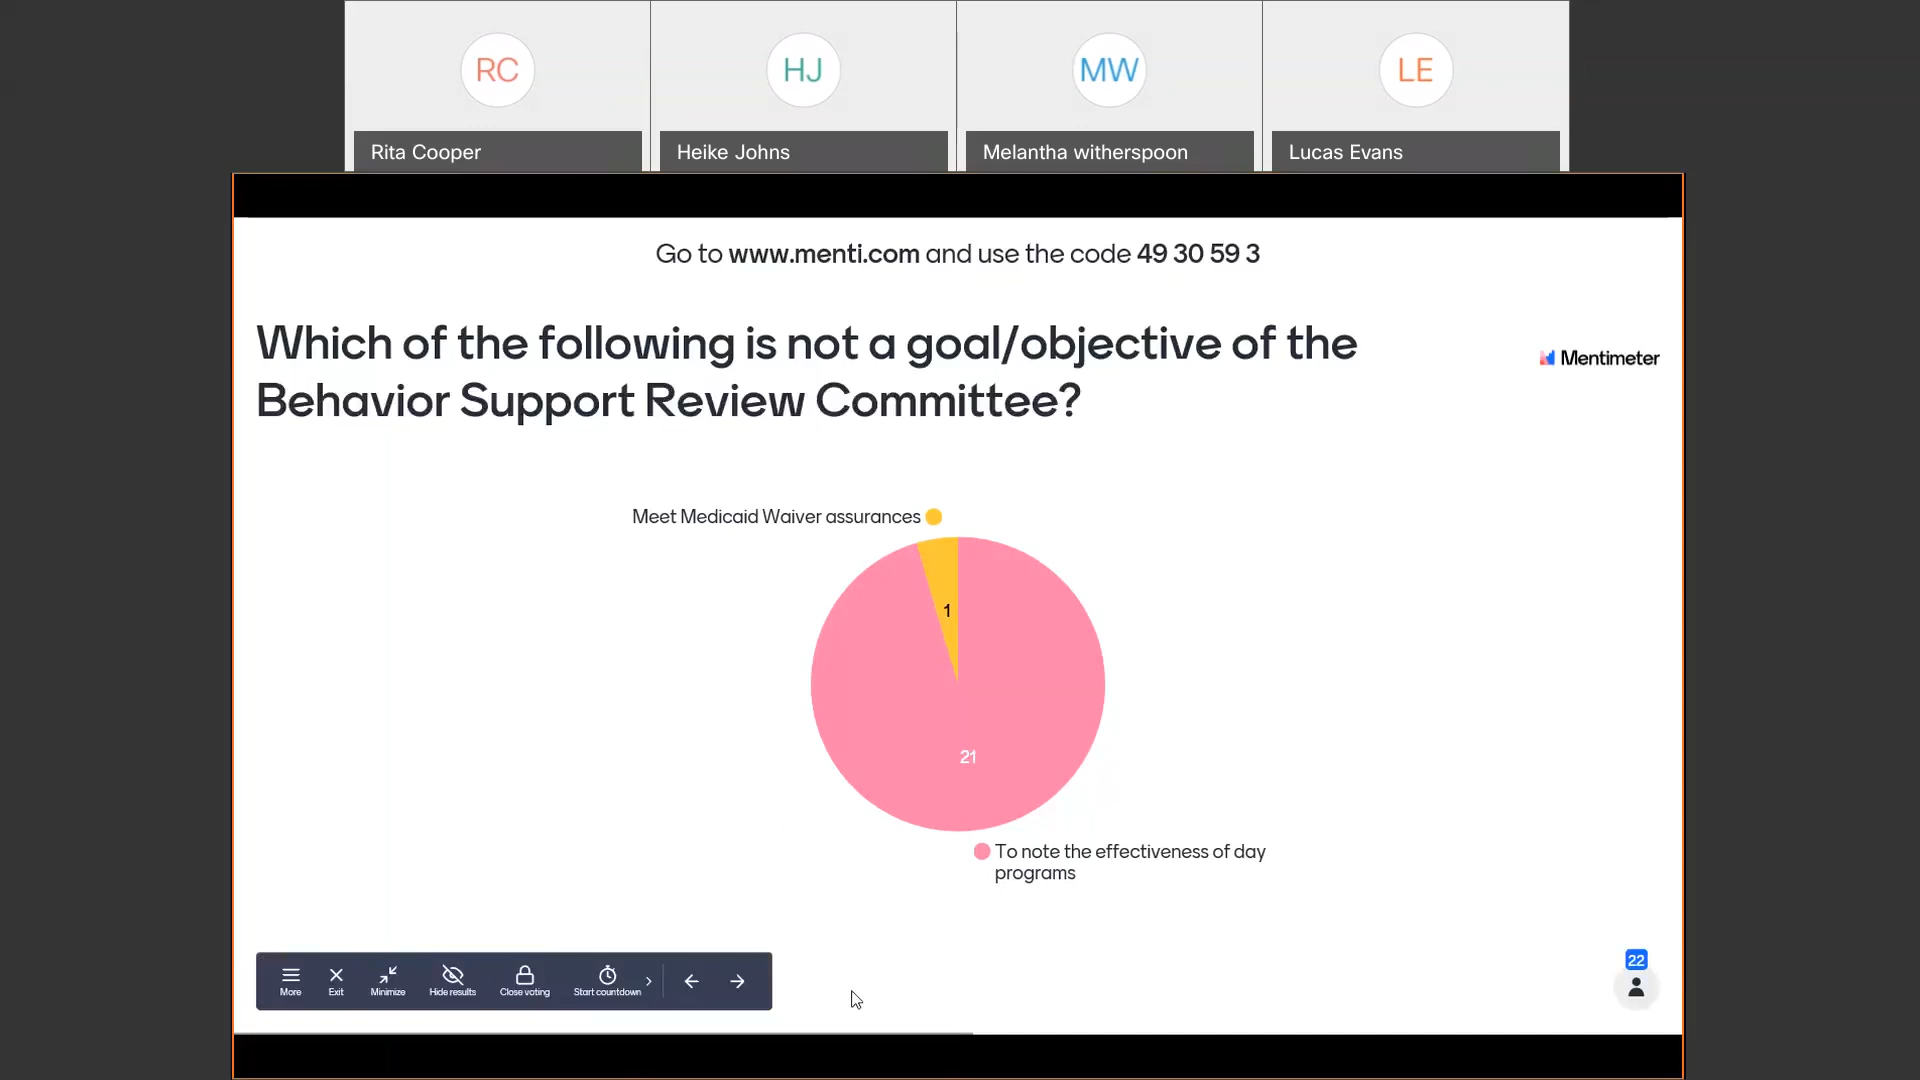 RC
HJ
MW
LE
Rita Cooper
Heike Johns
Melantha witherspoon
Lucas Evans
Go to www.menti.com and use the code 49 30 59 3
Which of the following is not a goal/objective of the
Behavior Support Review Committee?
Mentimeter
Meet Medicaid Waiver assurances
1
21
To note the effectiveness of day
programs
22
More
Exit
Minimize
Hide results
Close voting
Start countdown